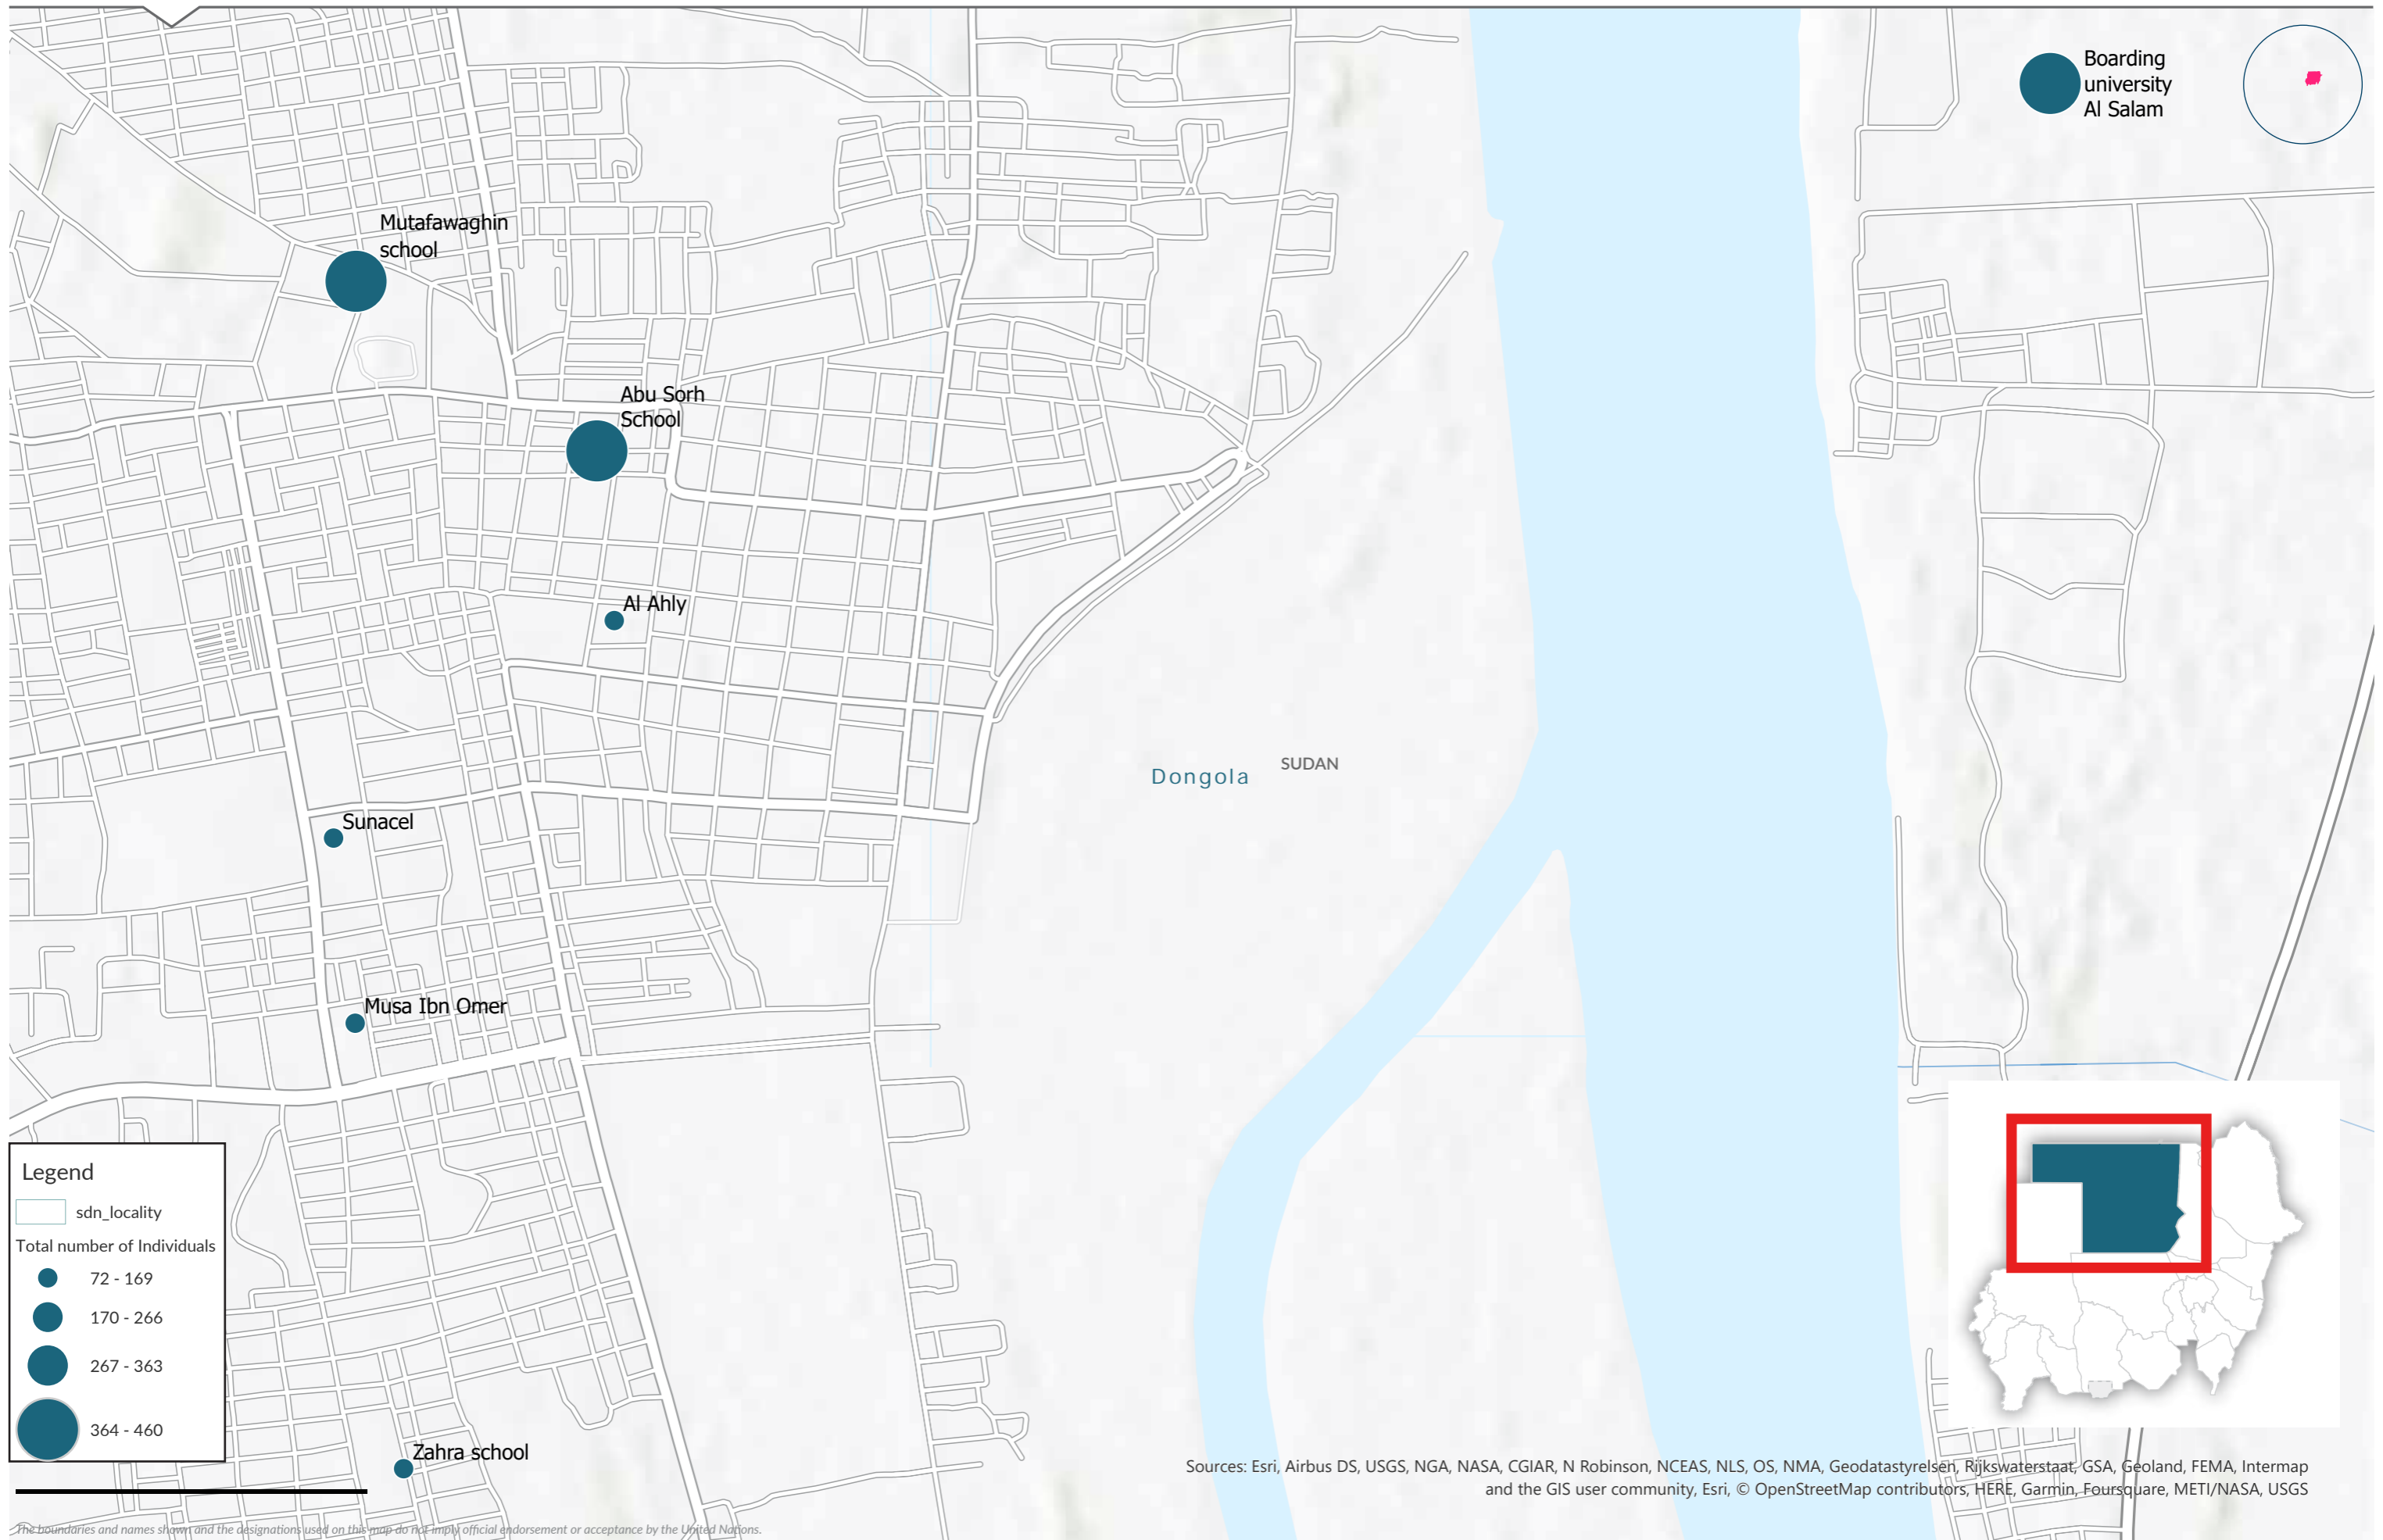 Boarding
university
Al Salam
Mutafawaghin
school
Abu Sorh
School
Al Ahly
Dongola
SUDAN
Sunacel
Musa Ibn Omer
Legend
sdn_locality
Total number of Individuals
72 - 169
170 - 266
267 - 363
364 - 460
Zahra school
Sources: Esri, Airbus DS, USGS, NGA, NASA, CGIAR, N Robinson, NCEAS, NLS, OS, NMA, Geodatastyrelsen, Rijkswaterstaat, GSA, Geoland, FEMA, Intermap
and the GIS user community, Esri, © OpenStreetMap contributors, HERE, Garmin, Foursquare, METI/NASA, USGS
The boundaries and names shown and the designations used on this map do not imply official endorsement or acceptance by the United Nations.